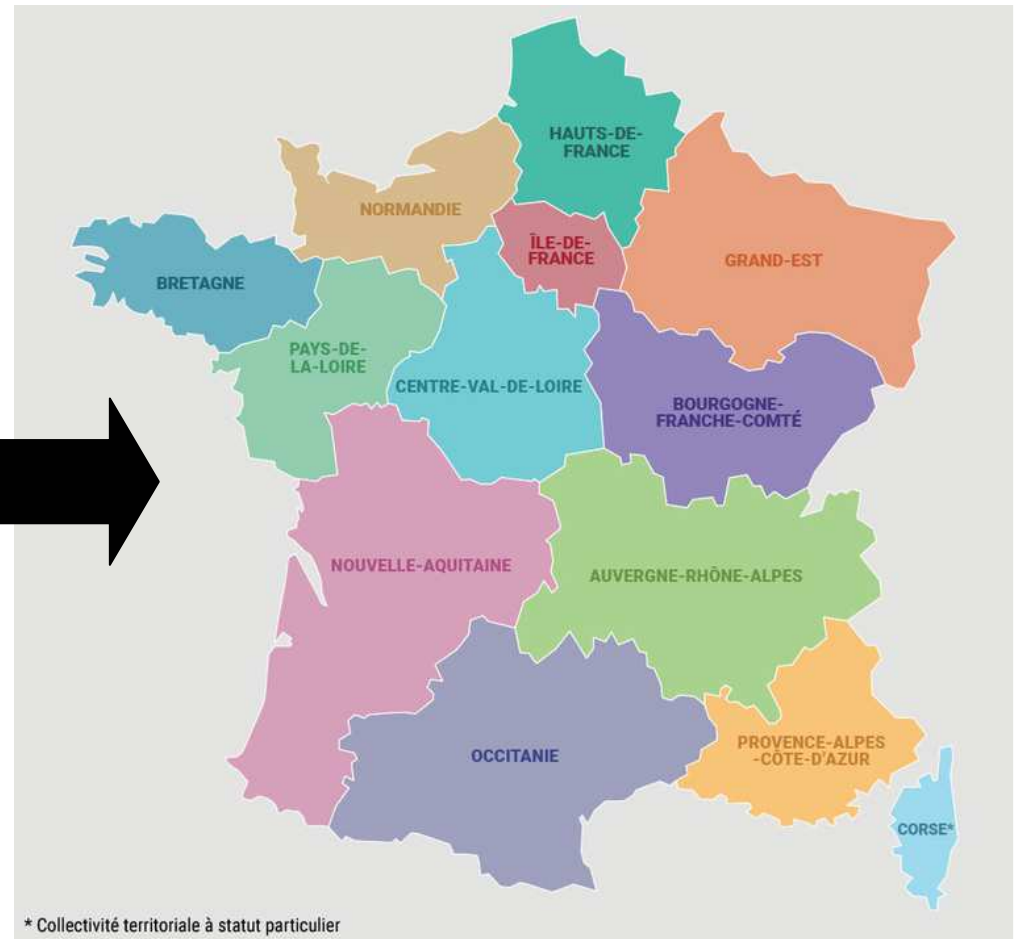 HAUTS-DE-
FRANCE
NORMANDIE
ÎLE-DE-
FRANCE
GRAND-EST
BRETAGNE
PAYS-DE-
LA-LOIRE
CENTRE-VAL-DE-LOIRE
BOURGOGNE-
FRANCHE-COMTÉ
NOUVELLE-AQUITAINE
AUVERGNE-RHÔNE-ALPES
OCCITANIE
PROVENCE-ALPES
-CÔTE-D'AZUR
CORSE*
* Collectivité territoriale à statut particulier